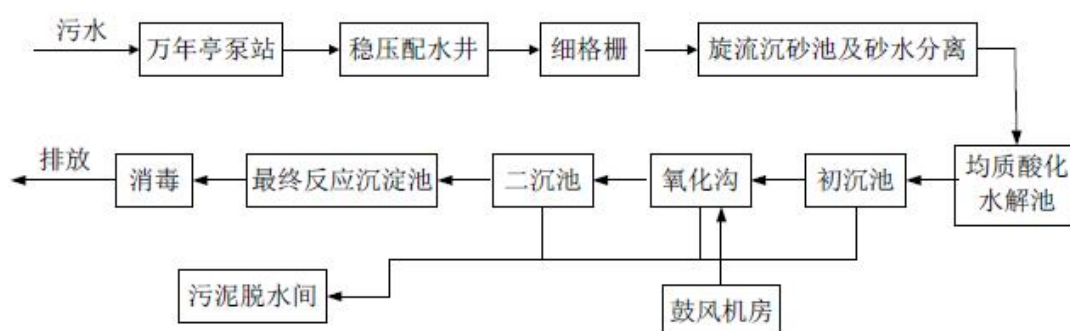 污水
万年亭泵站
稳压配水井
细格栅
旋流沉砂池及砂水分离
排放
消毒
最终反应沉淀池
二沉池
氧化沟
初沉池
均质酸化
水解池
污泥脱水间
鼓风机房